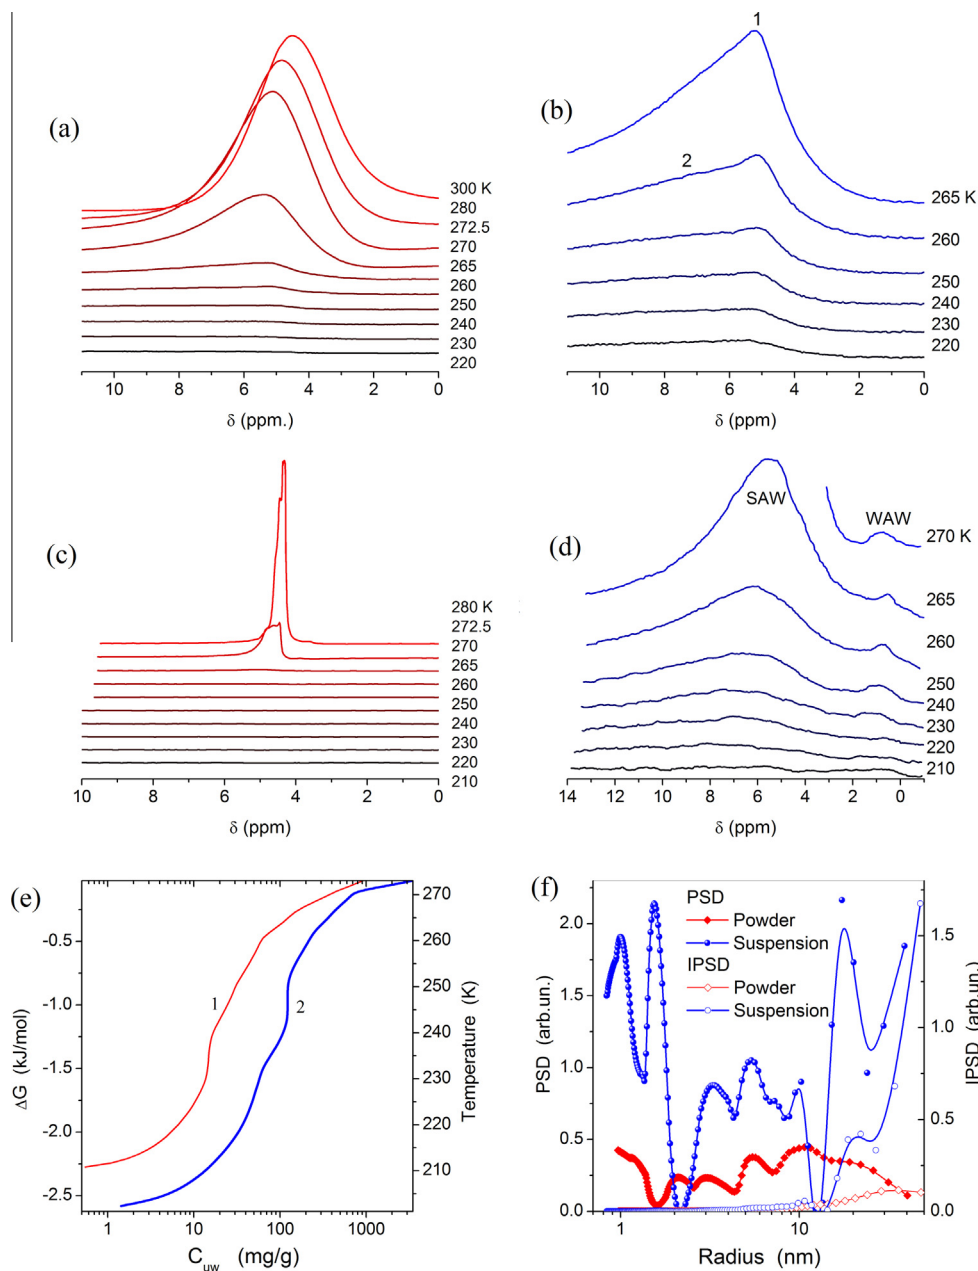 (a)
300 K
280
272.5
270
265
260
250
240
230
220
10 8 6 4 2 0
δ (ppm.)
(b)
1
2
265 K
260
250
240
230
220
10 8 6 4 2 0
δ (ppm)
(c)
280 K
272.5
270
265
260
250
240
230
220
210
10 8 6 4 2 0
δ (ppm)
(d)
SAW
WAW
270 K
265
260
250
240
230
220
210
14 12 10 8 6 4 2 0
δ (ppm)
(e)
-0.5
-1.0
-1.5
-2.0
-2.5
ΔG (kJ/mol)
1
2
270
260
250
240
230
220
210
Temperature (K)
1 10 100 1000
C_uw (mg/g)
(f)
2.0
1.5
1.0
0.5
0.0
PSD (arb.un.)
PSD
Powder
Suspension
IPSD
Powder
Suspension
1.5
1.0
0.5
0.0
IPSD (arb.un.)
1 10
Radius (nm)